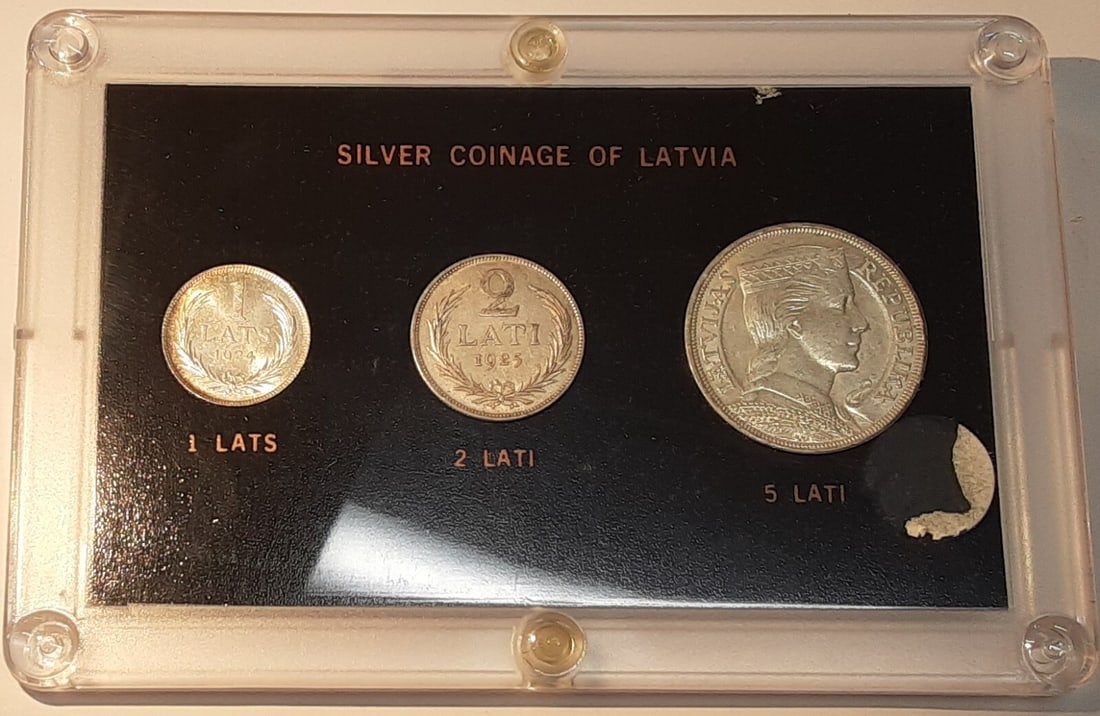 SILVER COINAGE OF LATVIA
1
LATS
1924
2
LATI
1925
LATVIJAS REPUBLIKA
1 LATS
2 LATI
5 LATI